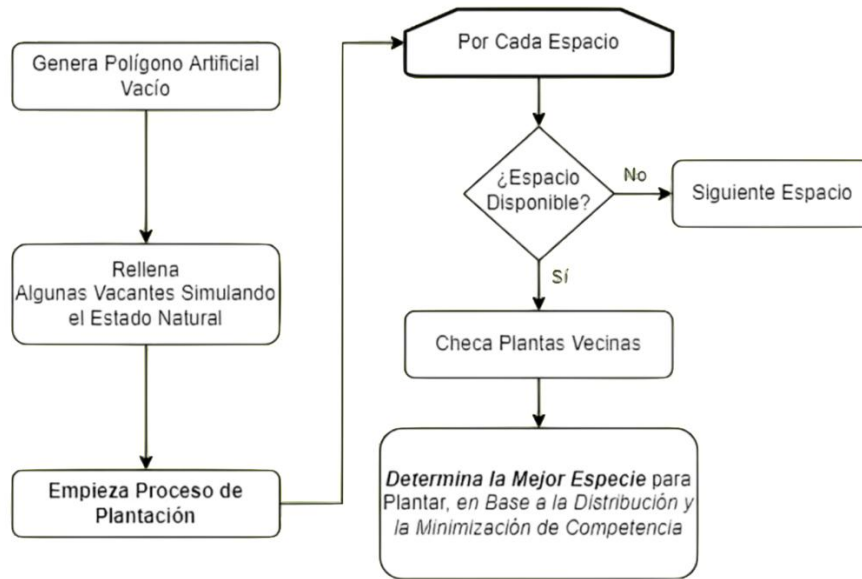 Genera Polígono Artificial
Vacío
Rellena
Algunas Vacantes Simulando
el Estado Natural
Empieza Proceso de
Plantación
Por Cada Espacio
¿Espacio
Disponible?
No
Siguiente Espacio
Sí
Checa Plantas Vecinas
Determina la Mejor Especie para
Plantar, en Base a la Distribución y
la Minimización de Competencia